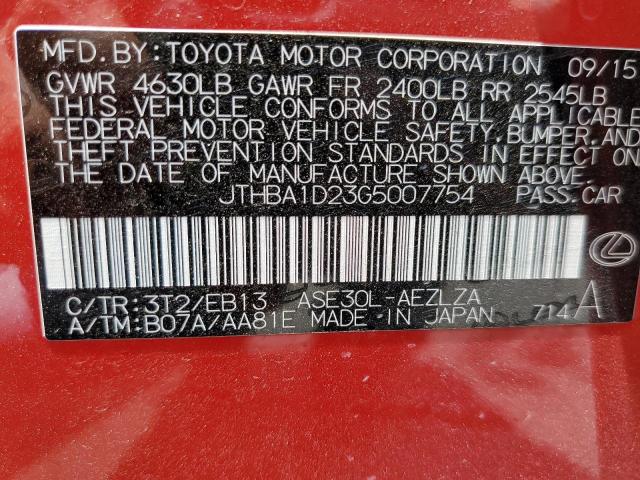 MFD. BY: TOYOTA MOTOR CORPORATION 09/15
GVWR 4630LB GAWR FR 2400LB RR 2545LB
THIS VEHICLE CONFORMS TO ALL APPLICABLE
FEDERAL MOTOR VEHICLE SAFETY, BUMPER, AND
THEFT PREVENTION STANDARDS IN EFFECT ON
THE DATE OF MANUFACTURE SHOWN ABOVE.
JTHBA1D23G5007754 PASS. CAR
C/TR: 3T2/EB13 ASE30L-AEZLZA
A/TM: B07A/AA81E MADE IN JAPAN 714 A